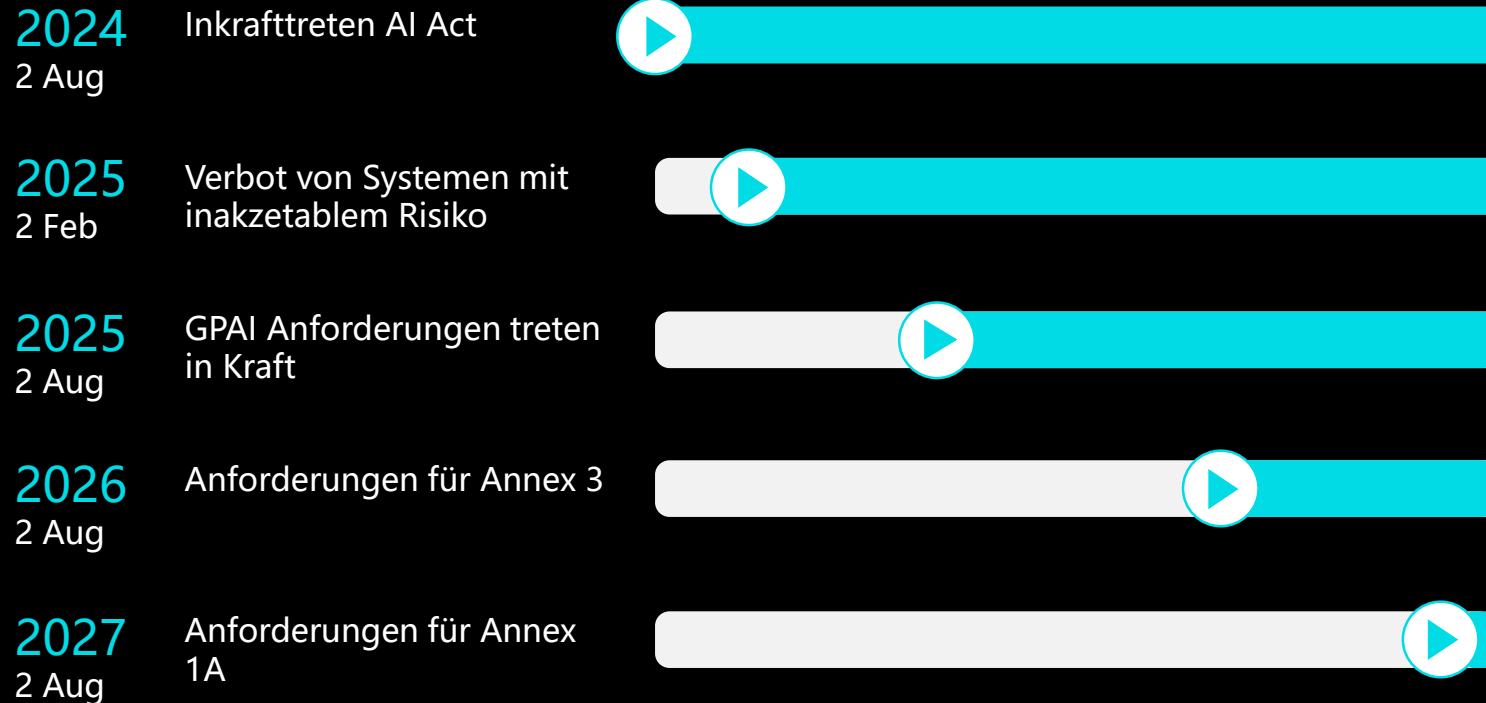 2024
2 Aug
Inkrafttreten AI Act
2025
2 Feb
Verbot von Systemen mit
inakzetablem Risiko
2025
2 Aug
GPAI Anforderungen treten
in Kraft
2026
2 Aug
Anforderungen für Annex 3
2027
2 Aug
Anforderungen für Annex
1A